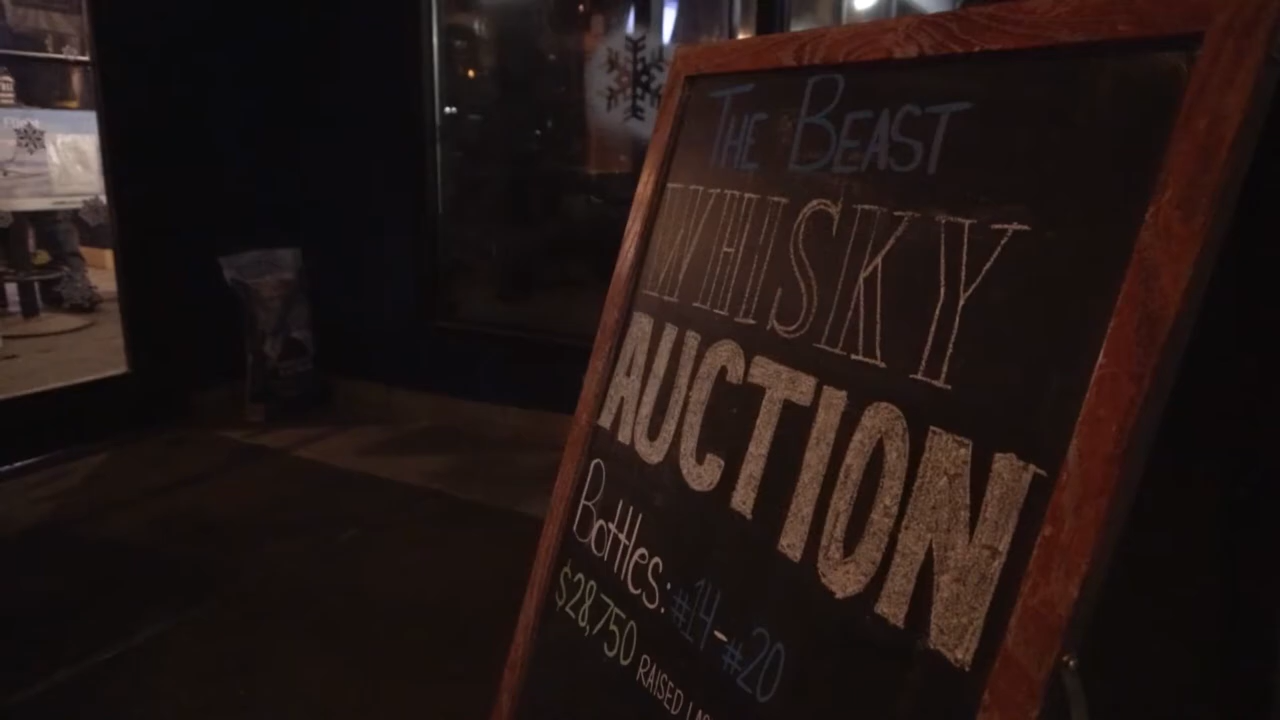 THE BEAST
WHISKY
AUCTION
Bottles: #14-#20
$28,750 RAISED